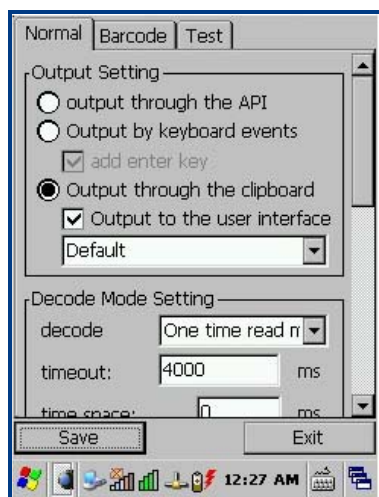 Normal Barcode Test
Output Setting
output through the API
Output by keyboard events
add enter key
Output through the clipboard
Output to the user interface
Default
Decode Mode Setting
decode One time read m
timeout: 4000 ms
time space: 0 ms
Save Exit
12:27 AM